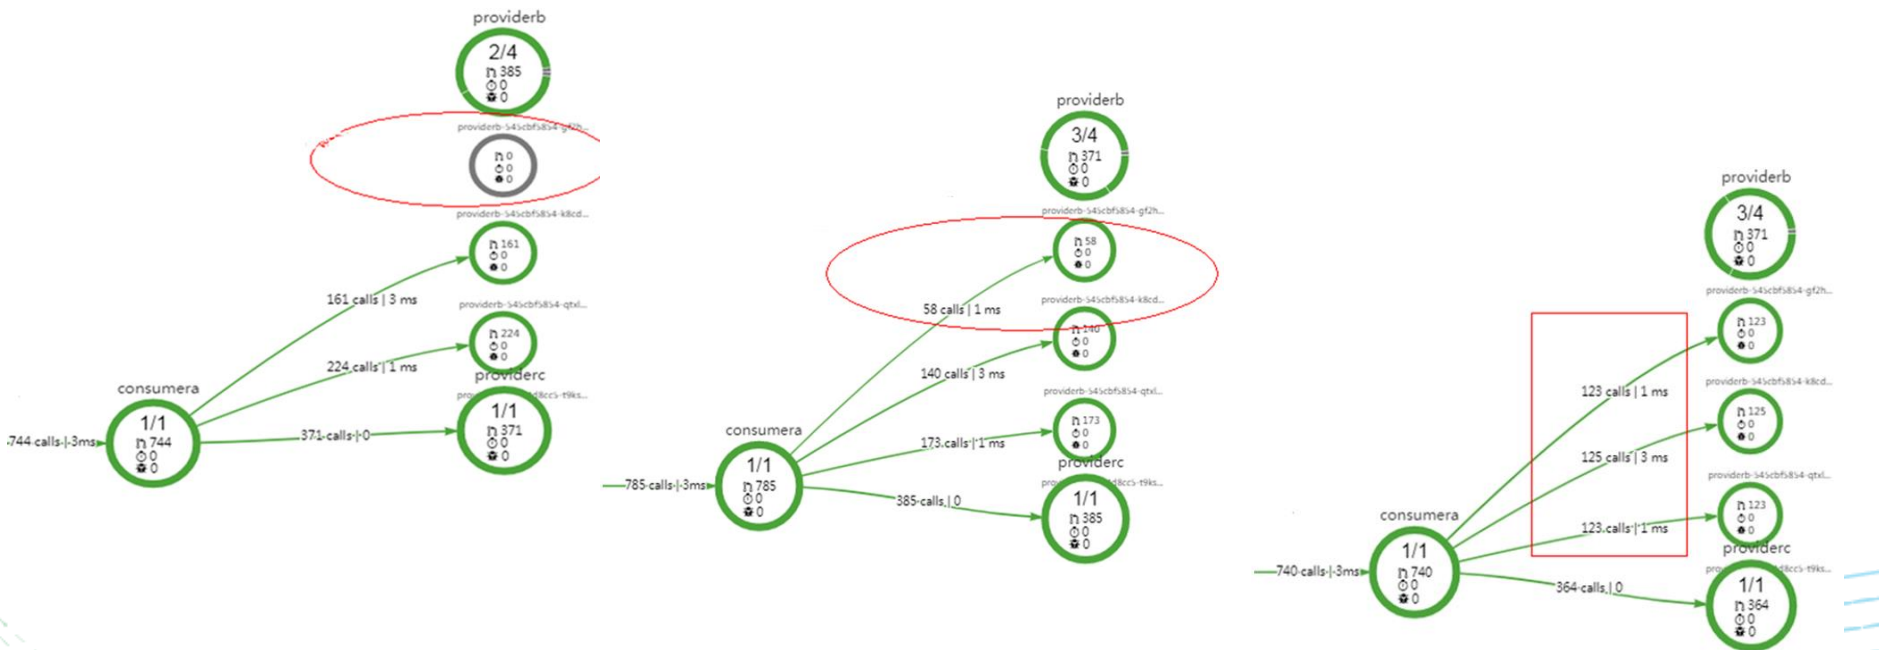 providerb
2/4
385
0
0
providerb-545cbf5854-gf2h...
0
0
0
providerb-545cbf5854-k8cd...
161
0
0
161 calls | 3 ms
providerb-545cbf5854-qtxl...
224
0
0
224 calls | 1 ms
providerc
d8cc5-t9ks...
1/1
371
0
0
371 calls | 0
consumera
1/1
744
0
0
744 calls | 3ms
providerb
3/4
371
0
0
providerb-545cbf5854-gf2h...
58
0
0
58 calls | 1 ms
providerb-545cbf5854-k8cd...
140
0
0
140 calls | 3 ms
providerb-545cbf5854-qtxl...
173
0
0
173 calls | 1 ms
providerc
d8cc5-t9ks...
1/1
385
0
0
385 calls | 0
consumera
1/1
785
0
0
785 calls | 3ms
providerb
3/4
371
0
0
providerb-545cbf5854-gf2h...
123
0
0
123 calls | 1 ms
providerb-545cbf5854-k8cd...
125
0
0
125 calls | 3 ms
providerb-545cbf5854-qtxl...
123
0
0
123 calls | 1 ms
providerc
d8cc5-t9ks...
1/1
364
0
0
364 calls | 0
consumera
1/1
740
0
0
740 calls | 3ms